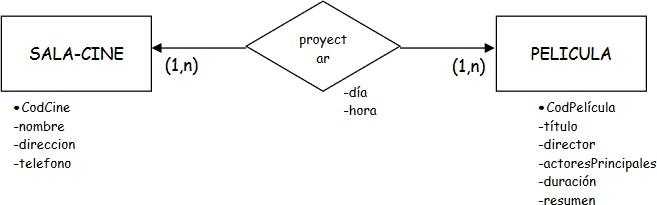 SALA-CINE
(1,n)
• CodCine
-nombre
-direccion
-telefono
proyect
ar
-día
-hora
PELICULA
(1,n)
• CodPelícula
-título
-director
-actoresPrincipales
-duración
-resumen